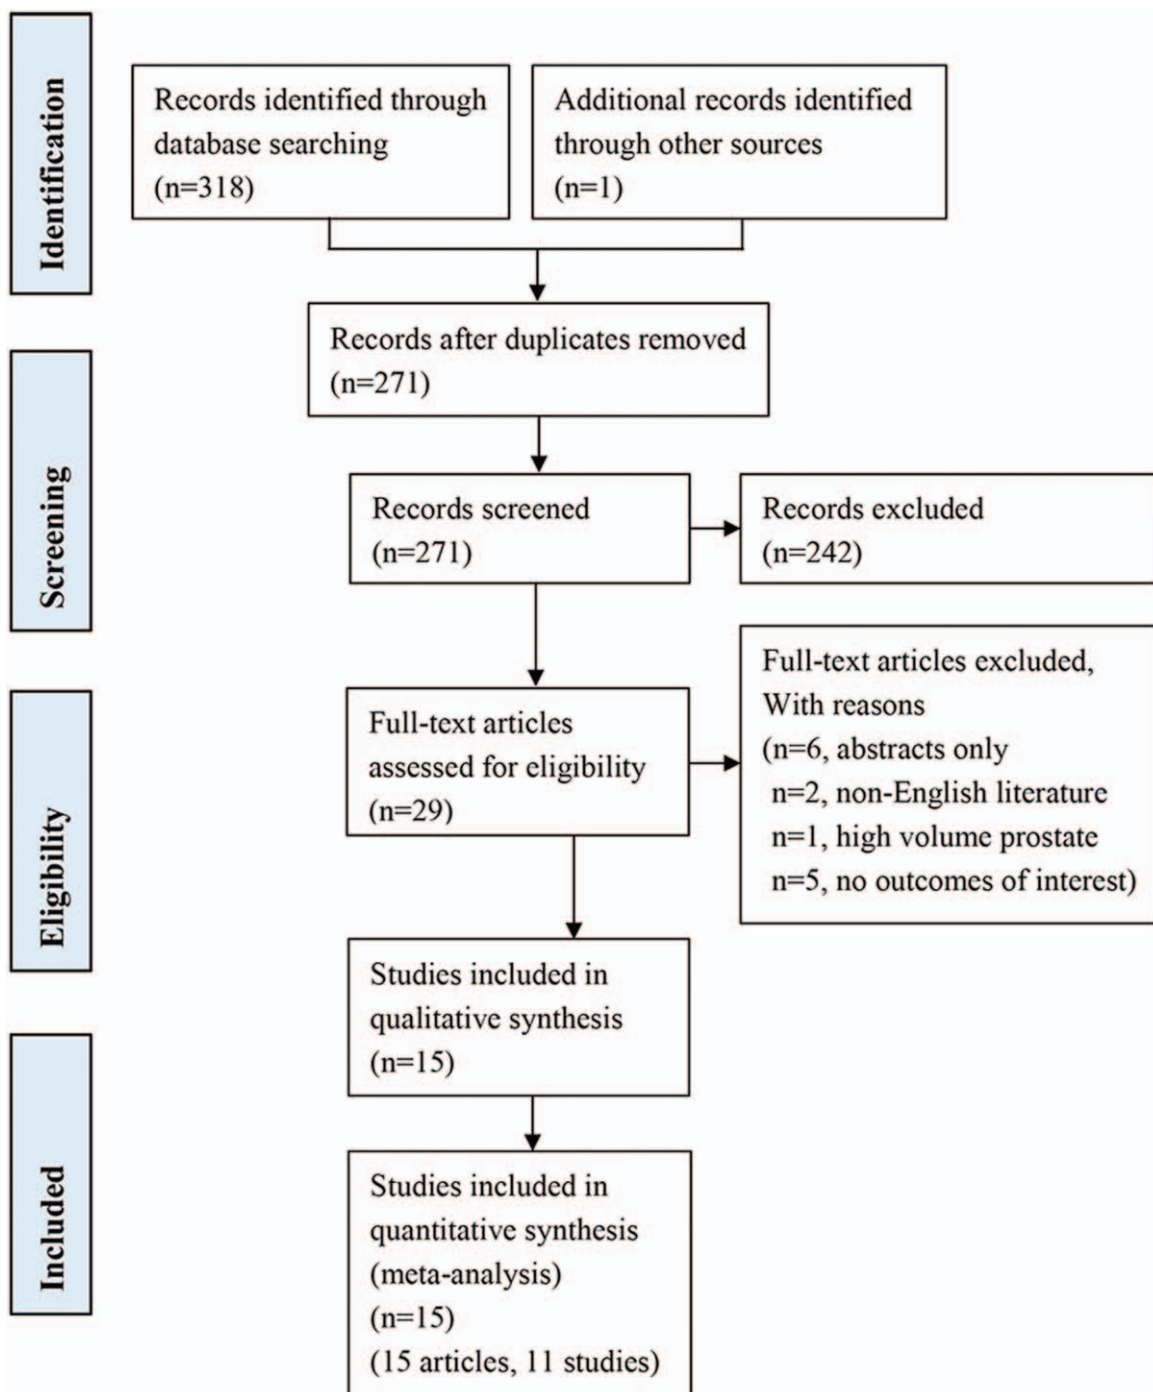 Identification
Records identified through
database searching
(n=318)
Additional records identified
through other sources
(n=1)
Records after duplicates removed
(n=271)
Screening
Records screened
(n=271)
Records excluded
(n=242)
Eligibility
Full-text articles
assessed for eligibility
(n=29)
Full-text articles excluded,
With reasons
(n=6, abstracts only
n=2, non-English literature
n=1, high volume prostate
n=5, no outcomes of interest)
Studies included in
qualitative synthesis
(n=15)
Included
Studies included in
quantitative synthesis
(meta-analysis)
(n=15)
(15 articles, 11 studies)